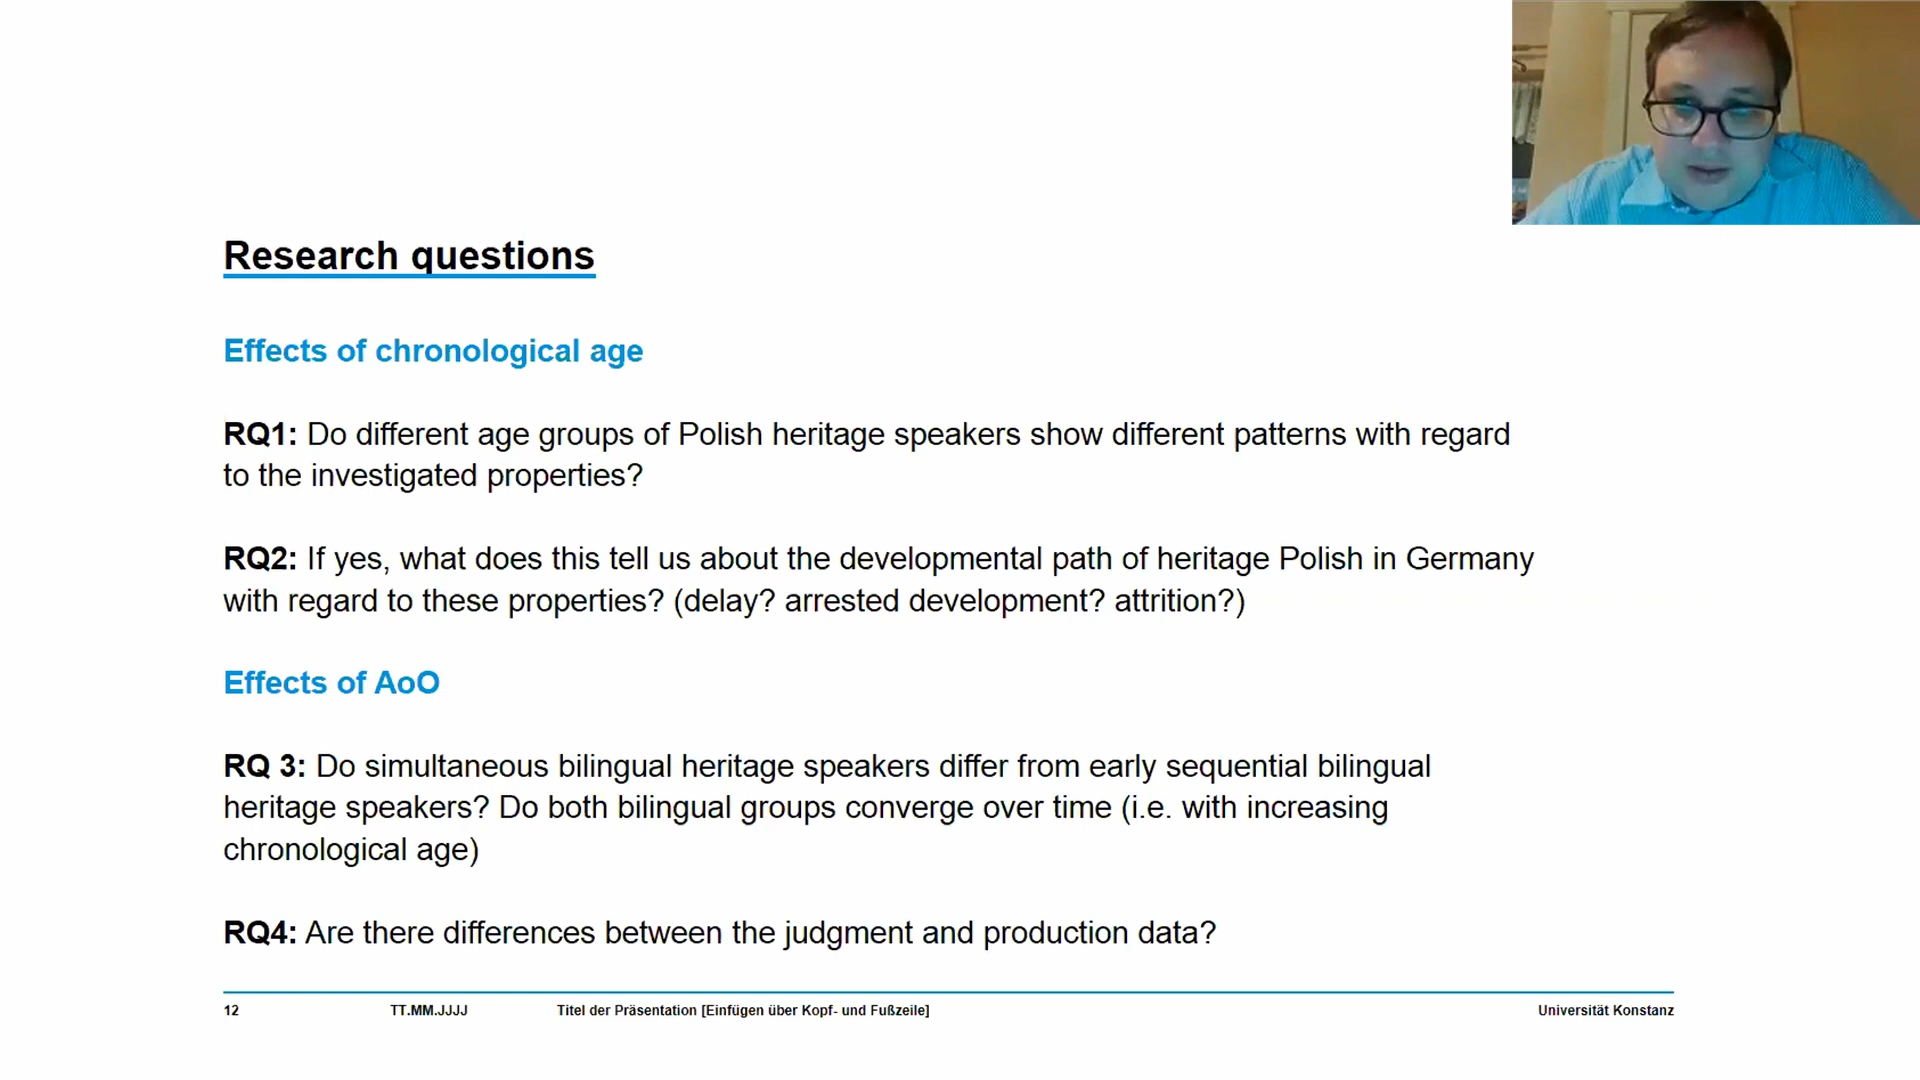 Research questions
Effects of chronological age
RQ1: Do different age groups of Polish heritage speakers show different patterns with regard
to the investigated properties?
RQ2: If yes, what does this tell us about the developmental path of heritage Polish in Germany
with regard to these properties? (delay? arrested development? attrition?)
Effects of AoO
RQ 3: Do simultaneous bilingual heritage speakers differ from early sequential bilingual
heritage speakers? Do both bilingual groups converge over time (i.e. with increasing
chronological age)
RQ4: Are there differences between the judgment and production data?
12 TT.MM.JJJJ Titel der Präsentation [Einfügen über Kopf- und Fußzeile] Universität Konstanz